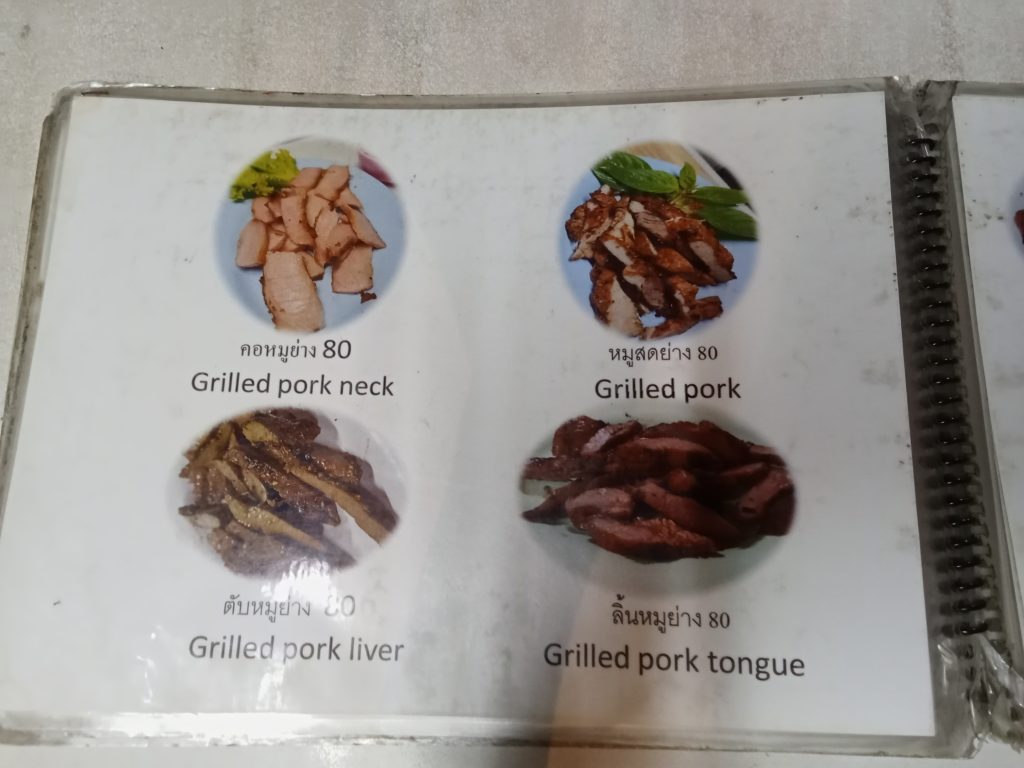 คอหมูย่าง 80
Grilled pork neck
หมูสดย่าง 80
Grilled pork
ตับหมูย่าง 80
Grilled pork liver
ลิ้นหมูย่าง 80
Grilled pork tongue